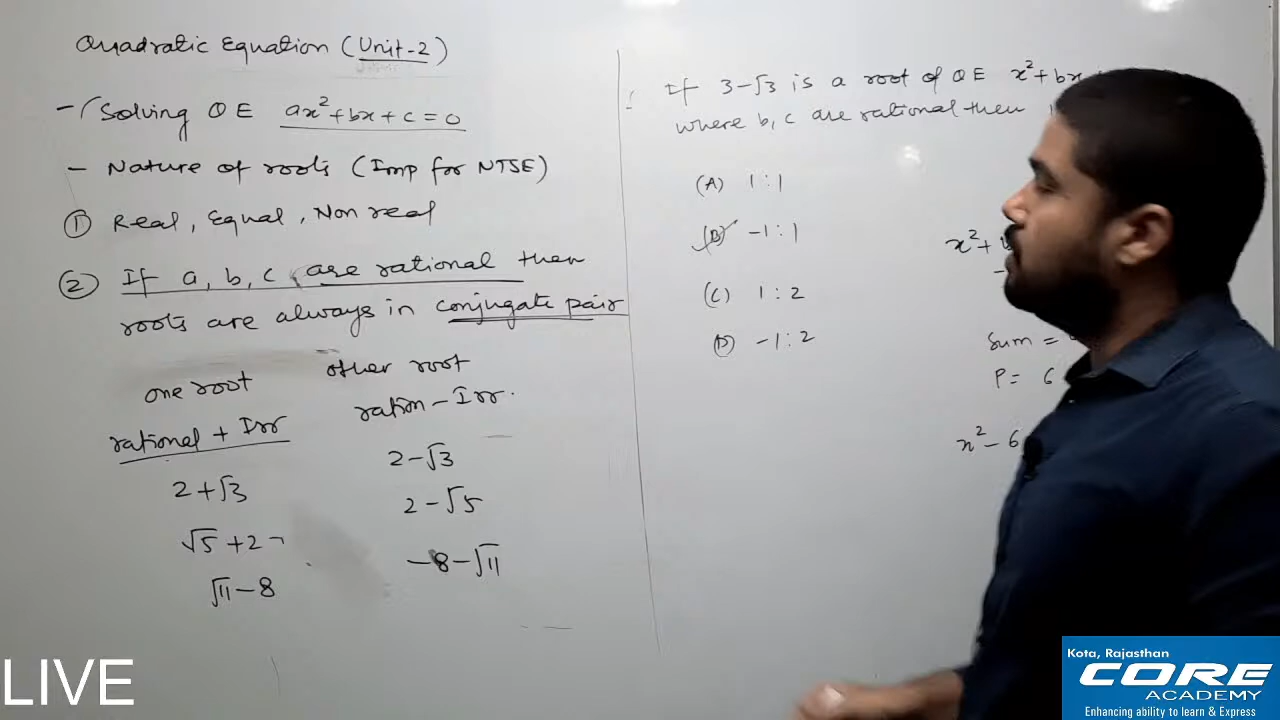 Quadratic Equation (Unit-2)
- Solving QE ax²+bx+c=0
- Nature of roots (Imp for NTSE)
① Real, Equal, Non real
② If a, b, c are rational then
roots are always in conjugate pair
one root other root
rational + Irr ration - Irr.
2+√3 2-√3
√5+2 2-√5
√11-8 -8-√11
If 3-√3 is a root of QE x²+bx
where b, c are rational then
(A) 1:1
(B) -1:1
(C) 1:2
(D) -1:2
x²+
Sum =
P= 6
x²-6
LIVE
Kota, Rajasthan
CORE
ACADEMY
Enhancing ability to learn & Express